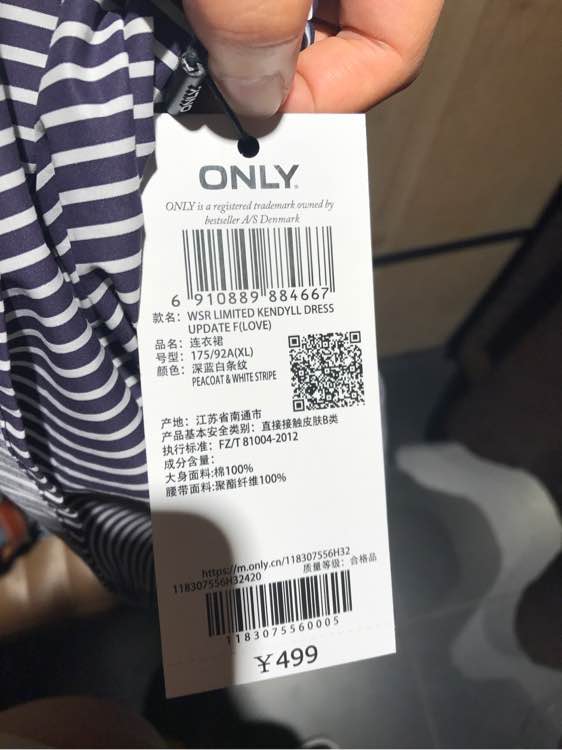 ONLY
ONLY
ONLY is a registered trademark owned by
bestseller A/S Denmark
6 910889 884667
款名: WSR LIMITED KENDYLL DRESS
UPDATE F(LOVE)
品名: 连衣裙
号型: 175/92A(XL)
颜色: 深蓝白条纹
PEACOAT & WHITE STRIPE
产地: 江苏省南通市
产品基本安全类别: 直接接触皮肤B类
执行标准: FZ/T 81004-2012
成分含量:
大身面料:棉100%
腰带面料:聚酯纤维100%
https://m.only.cn/118307556H32
118307556H32420 质量等级: 合格品
1183075560005
¥499